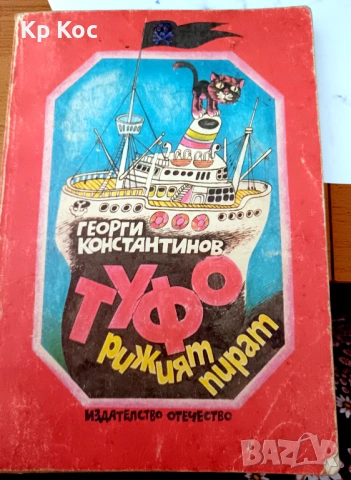 Кр Кос
ГЕОРГИ
КОНСТАНТИНОВ
ТУФО
рижият
пират
ИЗДАТЕЛСТВО ОТЕЧЕСТВО
BAZAR